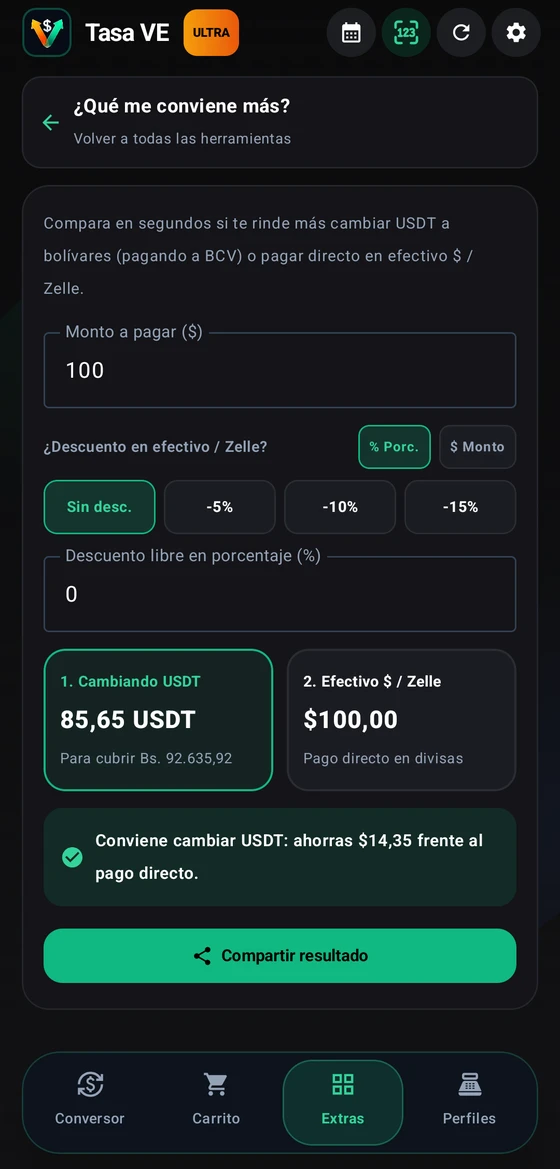 $
Tasa VE
ULTRA
123
¿Qué me conviene más?
Volver a todas las herramientas
Compara en segundos si te rinde más cambiar USDT a
bolívares (pagando a BCV) o pagar directo en efectivo $ /
Zelle.
Monto a pagar ($)
100
¿Descuento en efectivo / Zelle?
% Porc.
$ Monto
Sin desc.
-5%
-10%
-15%
Descuento libre en porcentaje (%)
0
1. Cambiando USDT
85,65 USDT
Para cubrir Bs. 92.635,92
2. Efectivo $ / Zelle
$100,00
Pago directo en divisas
Conviene cambiar USDT: ahorras $14,35 frente al
pago directo.
Compartir resultado
$
Conversor
Carrito
Extras
Perfiles